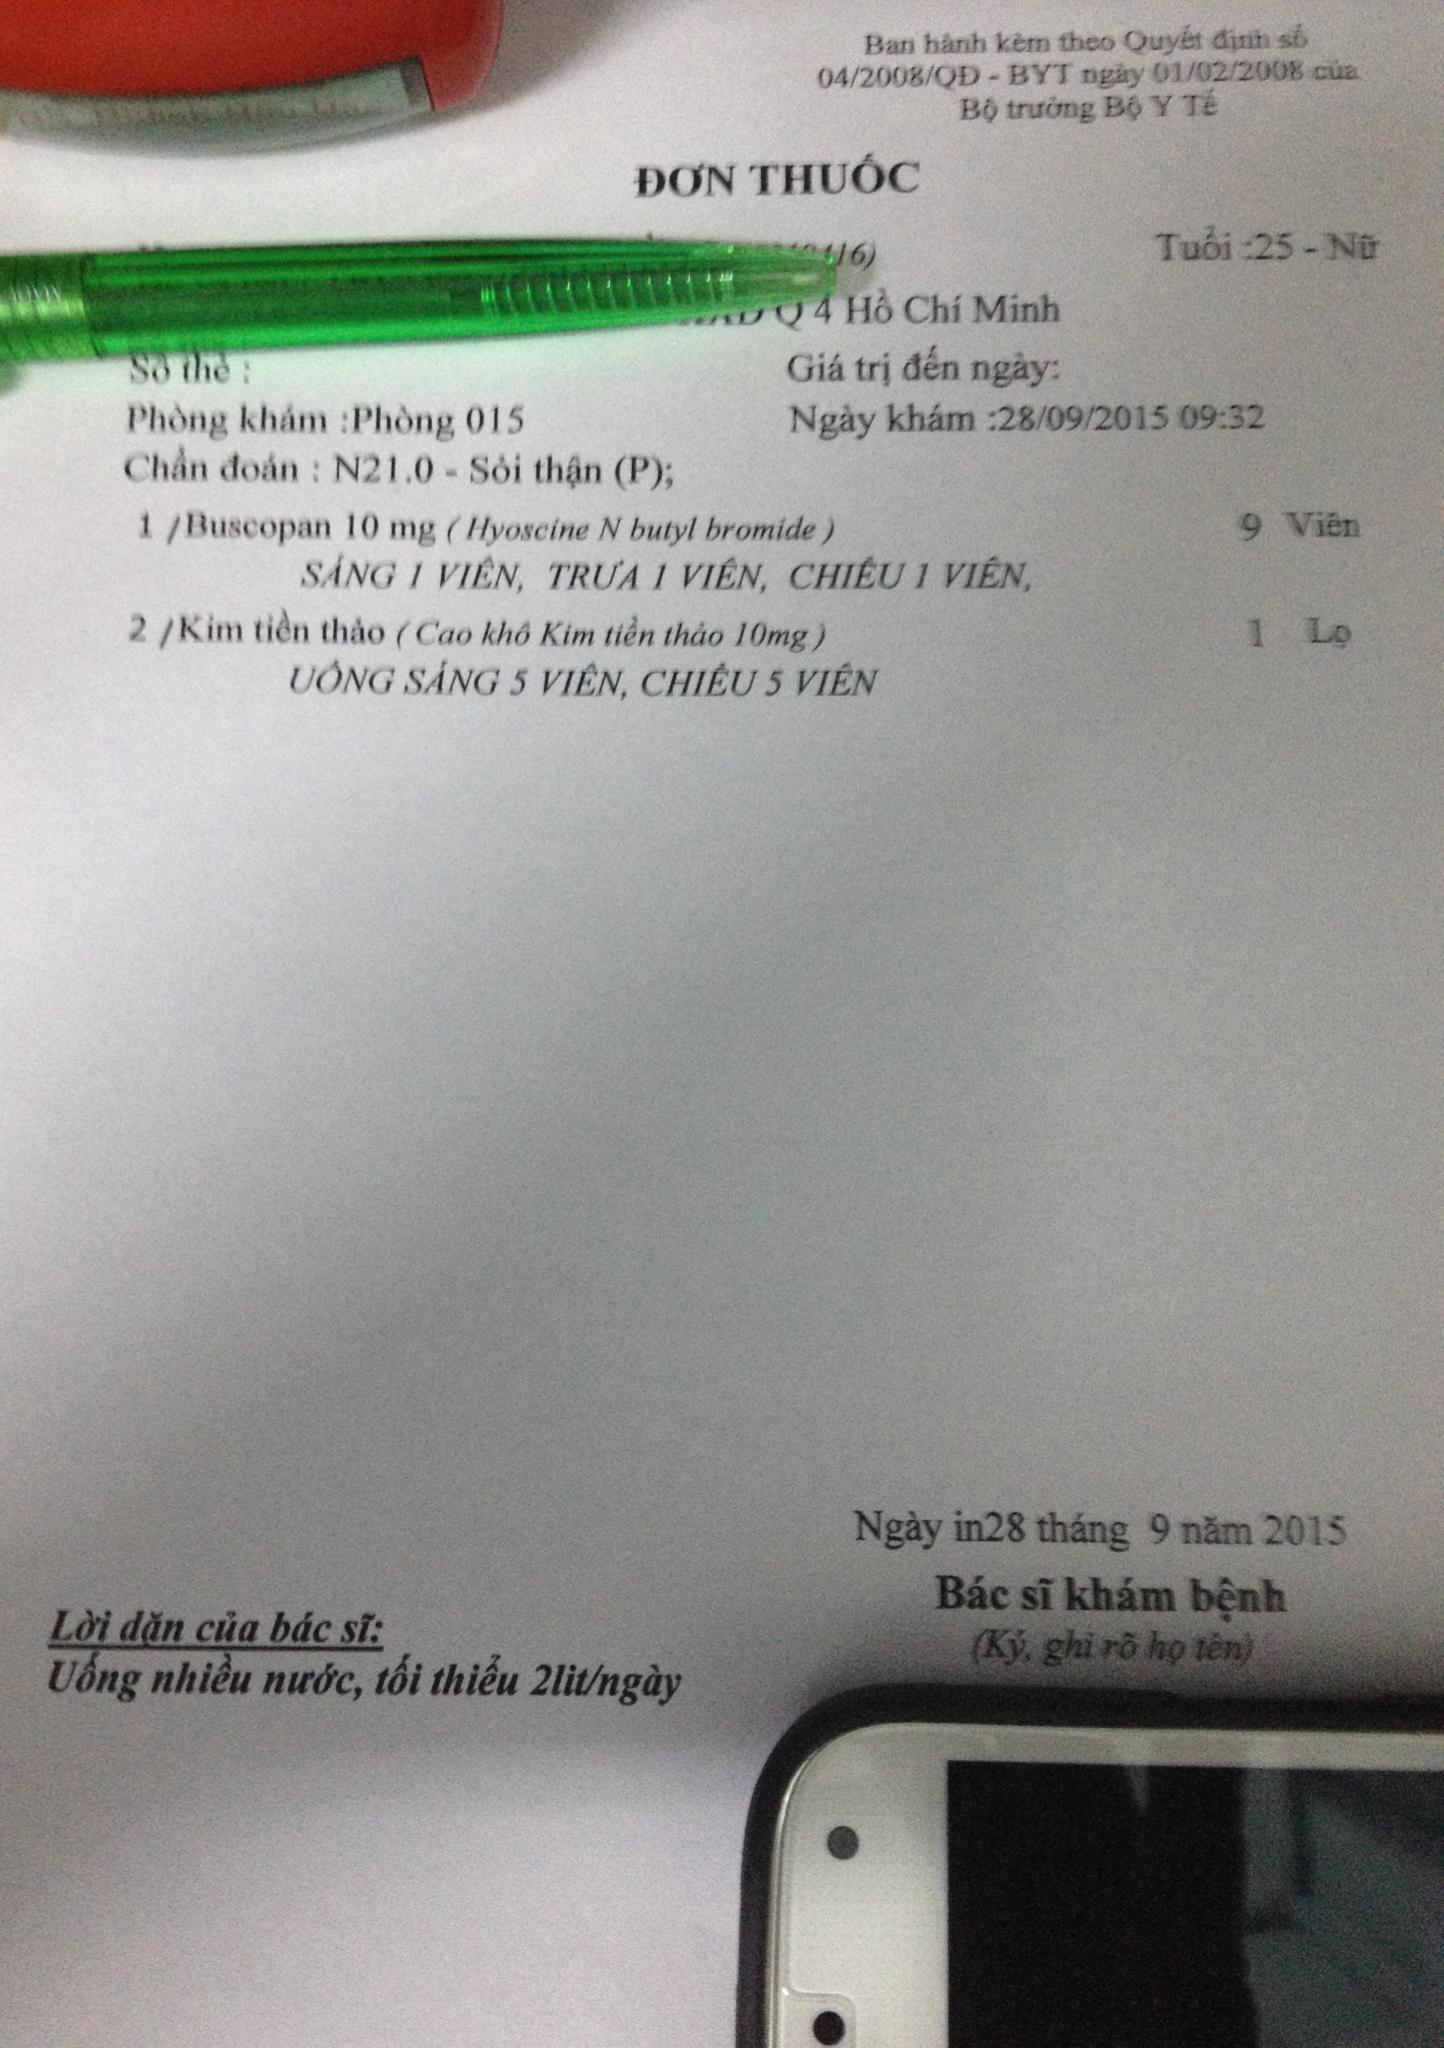 Ban hành kèm theo Quyết định số
04/2008/QĐ - BYT ngày 01/02/2008 của
Bộ trưởng Bộ Y Tế
ĐƠN THUỐC
Tuổi :25 - Nữ
Q 4 Hồ Chí Minh
Số thẻ :
Giá trị đến ngày:
Phòng khám :Phòng 015
Ngày khám :28/09/2015 09:32
Chẩn đoán : N21.0 - Sỏi thận (P);
1 /Buscopan 10 mg ( Hyoscine N butyl bromide ) 9 Viên
SÁNG 1 VIÊN, TRƯA 1 VIÊN, CHIỀU 1 VIÊN,
2 /Kim tiền thảo ( Cao khô Kim tiền thảo 10mg ) 1 Lọ
UỐNG SÁNG 5 VIÊN, CHIỀU 5 VIÊN
Ngày in28 tháng 9 năm 2015
Bác sĩ khám bệnh
(Ký, ghi rõ họ tên)
Lời dặn của bác sĩ:
Uống nhiều nước, tối thiểu 2lit/ngày